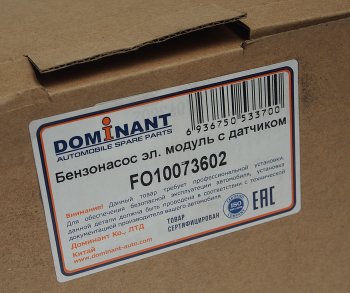 DOMiNANT
AUTOMOBILE SPARE PARTS
6 936750 533700
Бензонасос эл. модуль с датчиком
FO10073602
Внимание! Данный товар требует профессиональной установки.
Для обеспечения безопасной эксплуатации автомобиля, установка
данной детали должна быть проведена в соответствии с технической
документацией производителя вашего автомобиля.
Доминант Ко., ЛТД
Китай
www.dominant-auto.com
ТОВАР
СЕРТИФИЦИРОВАН
ISO
EAC